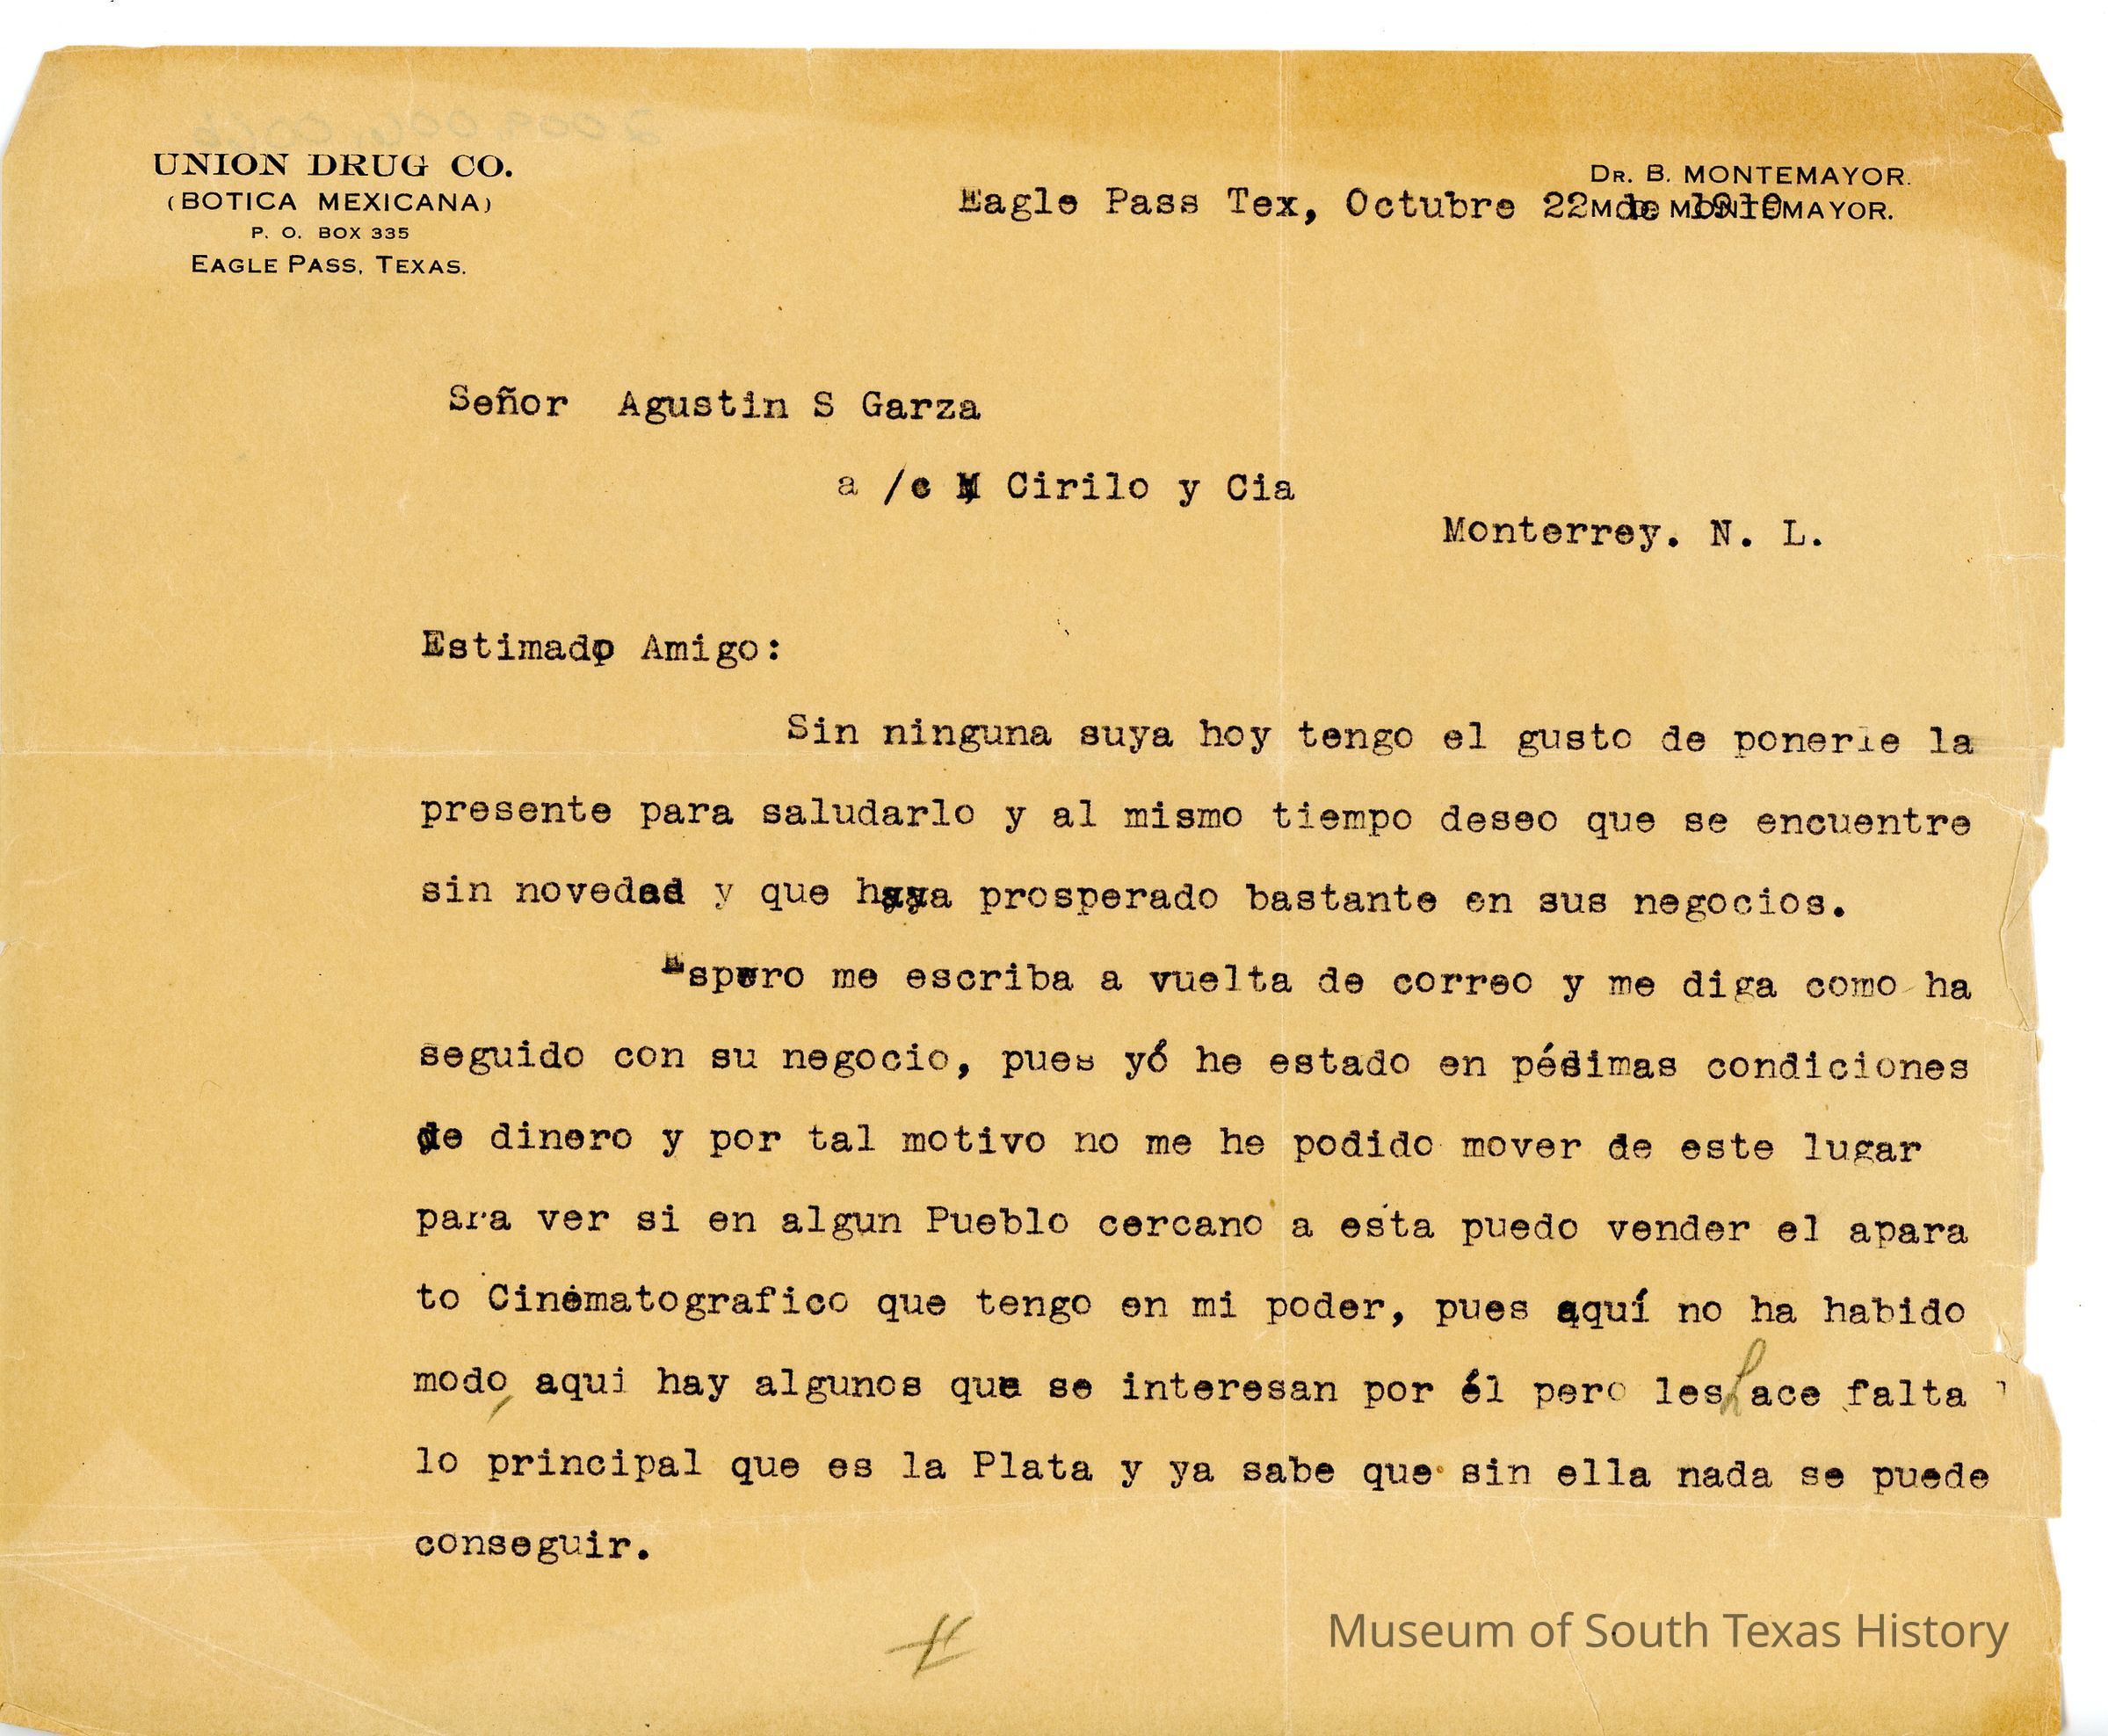 UNION DRUG CO.
(BOTICA MEXICANA)
P. O. BOX 335
EAGLE PASS, TEXAS.
DR. B. MONTEMAYOR.
M. D. MONTEMAYOR.
Eagle Pass Tex, Octubre 22 de 1910
Señor Agustin S Garza
a /c M Cirilo y Cia
Monterrey. N. L.
Estimado Amigo:
Sin ninguna suya hoy tengo el gusto de ponerle la
presente para saludarlo y al mismo tiempo deseo que se encuentre
sin novedad y que haya prosperado bastante en sus negocios.
Espero me escriba a vuelta de correo y me diga como ha
seguido con su negocio, pues yó he estado en pésimas condiciones
de dinero y por tal motivo no me he podido mover de este lugar
para ver si en algun Pueblo cercano a esta puedo vender el apara
to Cinematografico que tengo en mi poder, pues aquí no ha habido
modo, aqui hay algunos que se interesan por él pero les hace falta
lo principal que es la Plata y ya sabe que sin ella nada se puede
conseguir.
Museum of South Texas History